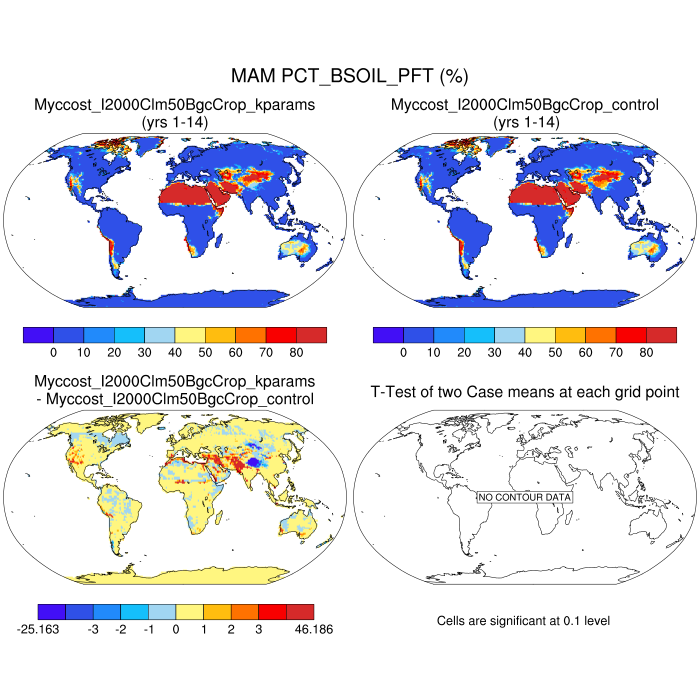 MAM PCT_BSOIL_PFT (%)
Myccost_I2000Clm50BgcCrop_kparams
(yrs 1-14)
Myccost_I2000Clm50BgcCrop_control
(yrs 1-14)
0 10 20 30 40 50 60 70 80
0 10 20 30 40 50 60 70 80
Myccost_I2000Clm50BgcCrop_kparams
- Myccost_I2000Clm50BgcCrop_control
T-Test of two Case means at each grid point
NO CONTOUR DATA
-25.163 -3 -2 -1 0 1 2 3 46.186
Cells are significant at 0.1 level